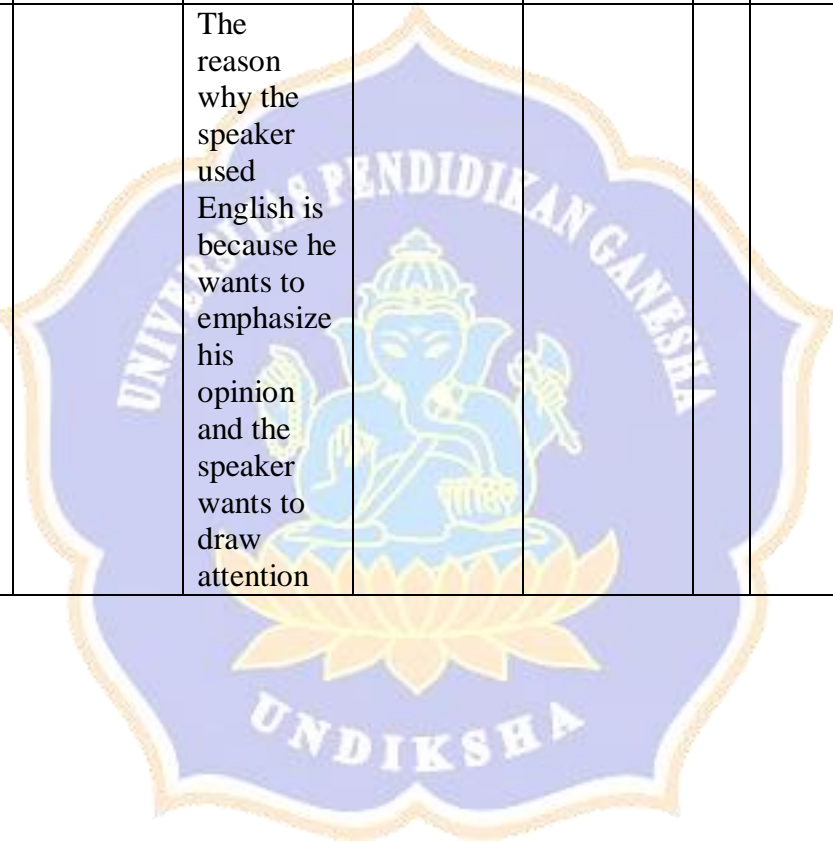 The
reason
why the
speaker
used
English is
because he
wants to
emphasize
his
opinion
and the
speaker
wants to
draw
attention
UNIVERSITAS PENDIDIKAN GANESHA
UNDIKSHA